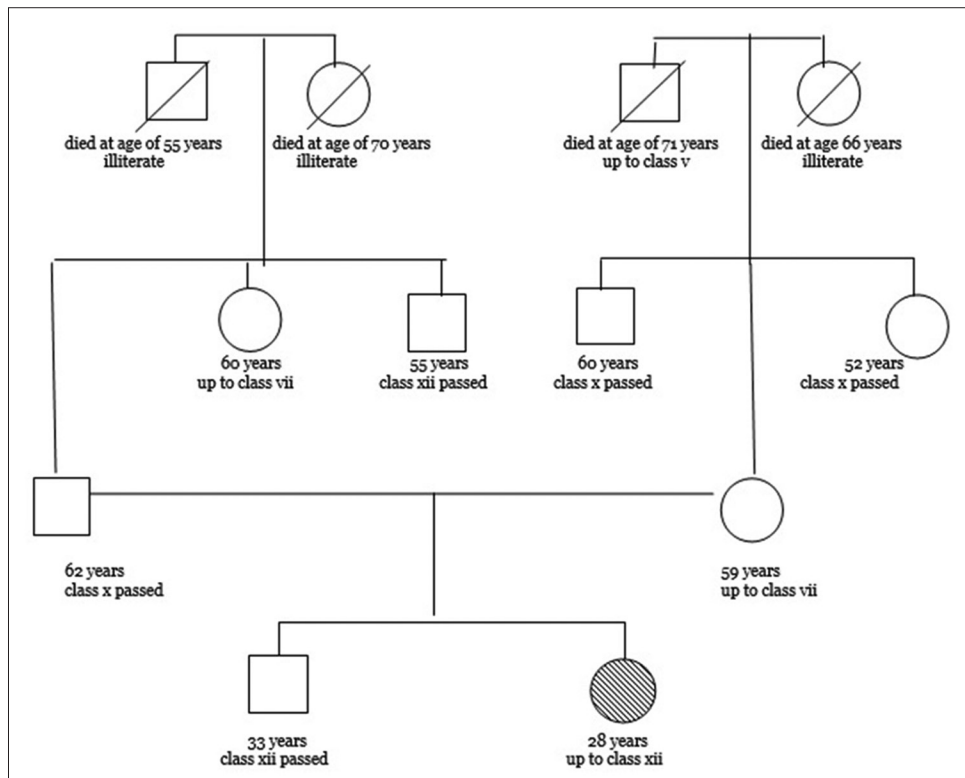 died at age of 55 years
illiterate
died at age of 70 years
illiterate
died at age of 71 years
up to class v
died at age 66 years
illiterate
60 years
up to class vii
55 years
class xii passed
60 years
class x passed
52 years
class x passed
62 years
class x passed
59 years
up to class vii
33 years
class xii passed
28 years
up to class xii